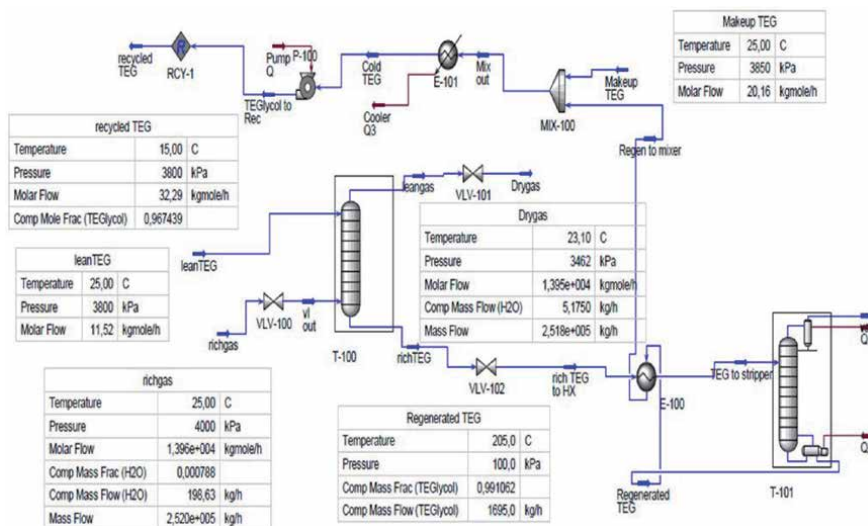 Makeup TEG
Temperature 25,00 C
Pressure 3850 kPa
Molar Flow 20,16 kgmole/h
recycled
TEG
R
RCY-1
Pump
Q
P-100
TEGlycol to
Rec
Cold
TEG
E-101
Cooler
Q3
Mix
out
MIX-100
Makeup
TEG
Regen to mixer
recycled TEG
Temperature 15,00 C
Pressure 3800 kPa
Molar Flow 32,29 kgmole/h
Comp Mole Frac (TEGlycol) 0,967439
leangas
VLV-101
Drygas
leanTEG
Drygas
Temperature 23,10 C
Pressure 3462 kPa
Molar Flow 1,395e+004 kgmole/h
Comp Mass Flow (H2O) 5,1750 kg/h
Mass Flow 2,518e+005 kg/h
leanTEG
Temperature 25,00 C
Pressure 3800 kPa
Molar Flow 11,52 kgmole/h
richgas
VLV-100
vl
out
T-100
richTEG
VLV-102
rich TEG
to HX
E-100
TEG to stripper
Q
Q
T-101
Regenerated
TEG
richgas
Temperature 25,00 C
Pressure 4000 kPa
Molar Flow 1,396e+004 kgmole/h
Comp Mass Frac (H2O) 0,000788
Comp Mass Flow (H2O) 198,63 kg/h
Mass Flow 2,520e+005 kg/h
Regenerated TEG
Temperature 205,0 C
Pressure 100,0 kPa
Comp Mass Frac (TEGlycol) 0,991062
Comp Mass Flow (TEGlycol) 1695,0 kg/h